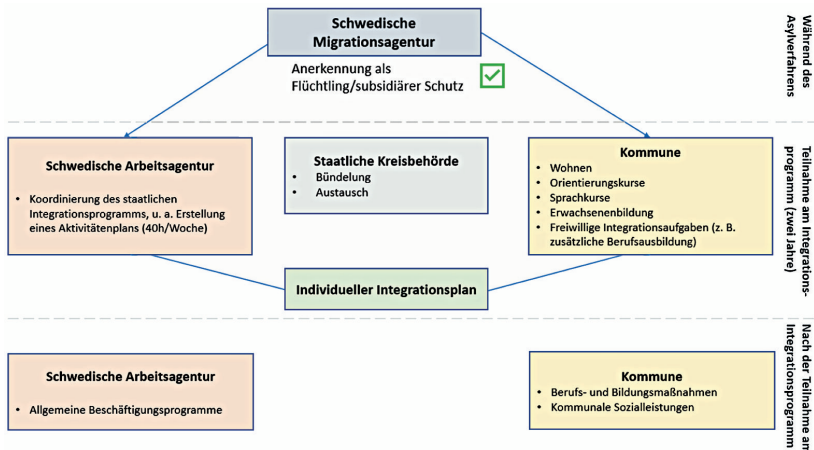 Schwedische
Migrationsagentur
Anerkennung als
Flüchtling/subsidiärer Schutz
Während des
Asylverfahrens
Schwedische Arbeitsagentur
• Koordinierung des staatlichen
Integrationsprogramms, u. a. Erstellung
eines Aktivitätenplans (40h/Woche)
Staatliche Kreisbehörde
• Bündelung
• Austausch
Kommune
• Wohnen
• Orientierungskurse
• Sprachkurse
• Erwachsenenbildung
• Freiwillige Integrationsaufgaben (z. B.
zusätzliche Berufsausbildung)
Individueller Integrationsplan
Teilnahme am Integrations-
programm (zwei Jahre)
Schwedische Arbeitsagentur
• Allgemeine Beschäftigungsprogramme
Kommune
• Berufs- und Bildungsmaßnahmen
• Kommunale Sozialleistungen
Nach der Teilnahme am
Integrationsprogramm